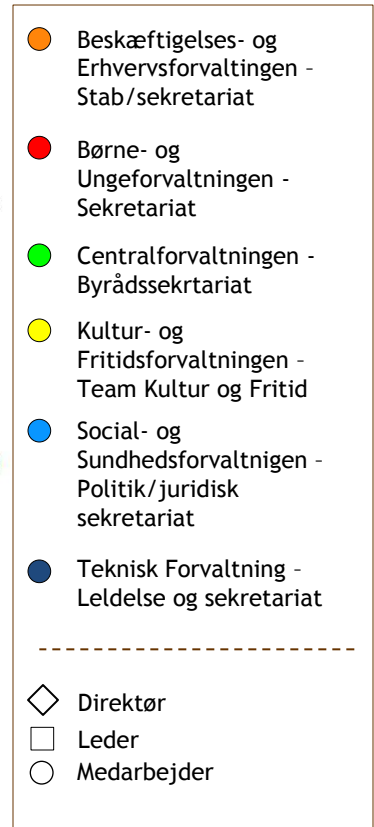 Beskæftigelses- og
Erhvervsforvaltingen –
Stab/sekretariat
Børne- og
Ungeforvaltningen -
Sekretariat
Centralforvaltningen -
Byrådssekrtariat
Kultur- og
Fritidsforvaltningen –
Team Kultur og Fritid
Social- og
Sundhedsforvaltnigen –
Politik/juridisk
sekretariat
Teknisk Forvaltning –
Leldelse og sekretariat
Direktør
Leder
Medarbejder